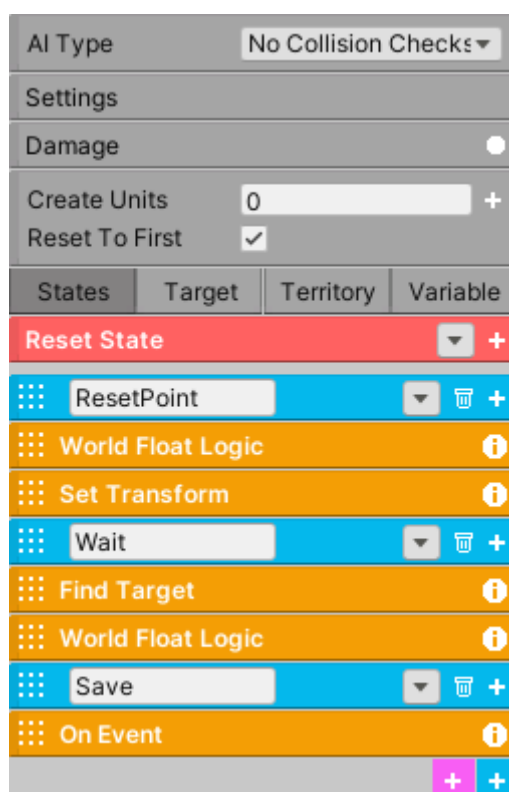 AI Type No Collision Checks
Settings
Damage
Create Units 0
Reset To First
States Target Territory Variable
Reset State
ResetPoint
World Float Logic
Set Transform
Wait
Find Target
World Float Logic
Save
On Event